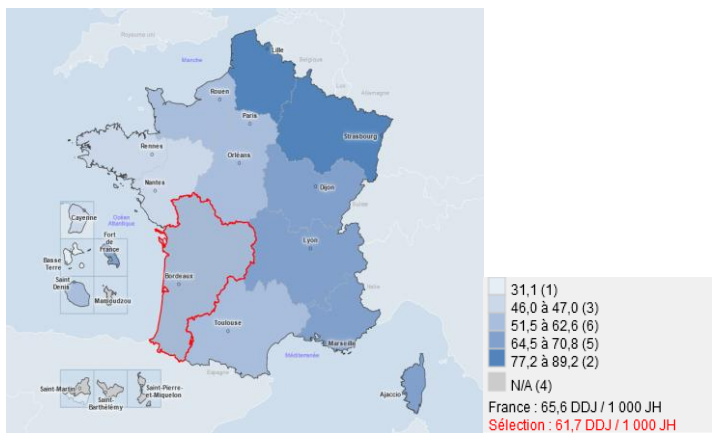 Royaume uni
Lille
Belgique
Manche
Lux
Allemagne
Rouen
Paris
Strasbourg
Rennes
Orléans
Nantes
Dijon
Suisse
Cayenne
Océan
Atlantique
Fort
de
France
Lyon
Basse
Terre
Bordeaux
Italie
Saint
Denis
Mamoudzou
Toulouse
Marseille
Méditerranée
Espagne
Saint-Martin
Saint-
Barthélémy
Saint-Pierre
et-Miquelon
Ajaccio
31,1 (1)
46,0 à 47,0 (3)
51,5 à 62,6 (6)
64,5 à 70,8 (5)
77,2 à 89,2 (2)
N/A (4)
France : 65,6 DDJ / 1 000 JH
Sélection : 61,7 DDJ / 1 000 JH